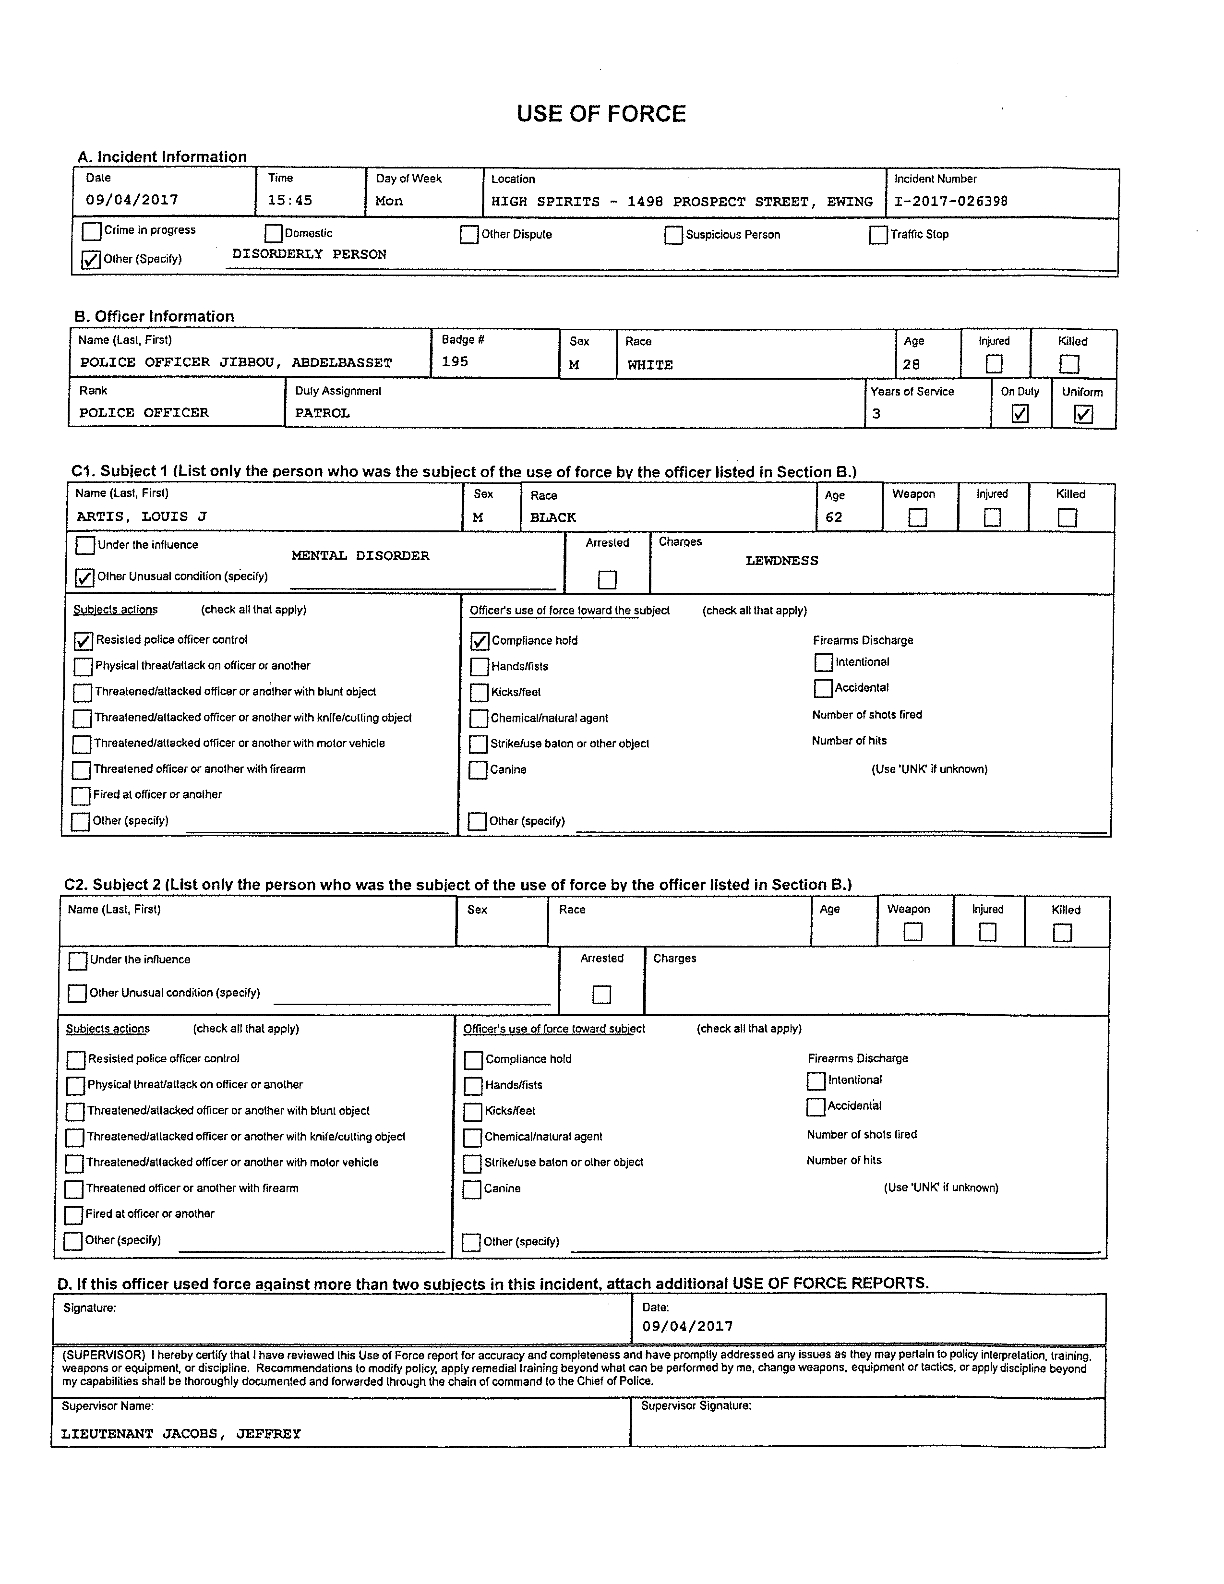 USE OF FORCE
A. Incident Information
Date Time Day of Week Location Incident Number
09/04/2017 15:45 Mon HIGH SPIRITS - 1498 PROSPECT STREET, EWING I-2017-026398
Crime in progress Domestic Other Dispute Suspicious Person Traffic Stop
Other (Specify) DISORDERLY PERSON
B. Officer Information
Name (Last, First) Badge # Sex Race Age Injured Killed
POLICE OFFICER JIBBOU, ABDELBASSET 195 M WHITE 28
Rank Duty Assignment Years of Service On Duty Uniform
POLICE OFFICER PATROL 3
C1. Subject 1 (List only the person who was the subject of the use of force by the officer listed in Section B.)
Name (Last, First) Sex Race Age Weapon Injured Killed
ARTIS, LOUIS J M BLACK 62
Under the influence Arrested Charges
MENTAL DISORDER LEWDNESS
Other Unusual condition (specify)
Subjects actions (check all that apply) Officer's use of force toward the subject (check all that apply)
Resisted police officer control Compliance hold Firearms Discharge
Physical threat/attack on officer or another Hands/fists Intentional
Threatened/attacked officer or another with blunt object Kicks/feet Accidental
Threatened/attacked officer or another with knife/cutting object Chemical/natural agent Number of shots fired
Threatened/attacked officer or another with motor vehicle Strike/use baton or other object Number of hits
Threatened officer or another with firearm Canine (Use 'UNK' if unknown)
Fired at officer or another
Other (specify) Other (specify)
C2. Subject 2 (List only the person who was the subject of the use of force by the officer listed in Section B.)
Name (Last, First) Sex Race Age Weapon Injured Killed
Under the influence Arrested Charges
Other Unusual condition (specify)
Subjects actions (check all that apply) Officer's use of force toward subject (check all that apply)
Resisted police officer control Compliance hold Firearms Discharge
Physical threat/attack on officer or another Hands/fists Intentional
Threatened/attacked officer or another with blunt object Kicks/feet Accidential
Threatened/attacked officer or another with knife/cutting object Chemical/natural agent Number of shots fired
Threatened/attacked officer or another with motor vehicle Strike/use baton or other object Number of hits
Threatened officer or another with firearm Canine (Use 'UNK' if unknown)
Fired at officer or another
Other (specify) Other (specify)
D. If this officer used force against more than two subjects in this incident, attach additional USE OF FORCE REPORTS.
Signature: Date:
09/04/2017
(SUPERVISOR) I hereby certify that I have reviewed this Use of Force report for accuracy and completeness and have promptly addressed any issues as they may pertain to policy interpretation, training,
weapons or equipment, or discipline. Recommendations to modify policy, apply remedial training beyond what can be performed by me, change weapons, equipment or tactics, or apply discipline beyond
my capabilities shall be thoroughly documented and forwarded through the chain of command to the Chief of Police.
Supervisor Name: Supervisor Signature:
LIEUTENANT JACOBS, JEFFREY